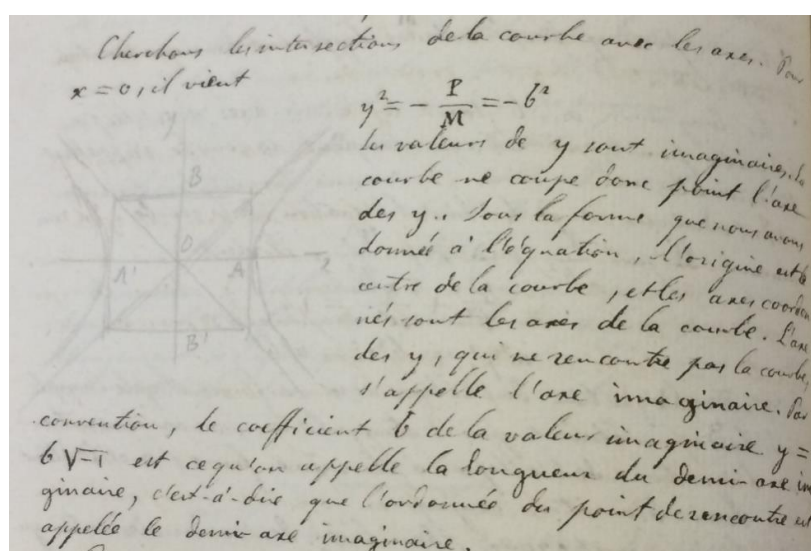 Cherchons les intersections de la courbe avec les axes. Pour
x = 0, il vient
y² = - P/M = - b²
les valeurs de y sont imaginaires. La
courbe ne coupe donc point l'axe
des y. Sous la forme que nous avons
donnée à l'équation, l'origine est le
centre de la courbe, et les axes coordon
nés sont les axes de la courbe. L'axe
des y, qui ne rencontre pas la courbe,
s'appelle l'axe imaginaire. Par
convention, le coefficient b de la valeur imaginaire y =
b √-1 est ce qu'on appelle la longueur du demi-axe im
ginaire, c'est-à-dire que l'ordonnée du point de rencontre est
appelée le demi-axe imaginaire.
B
O
A' A x
B'